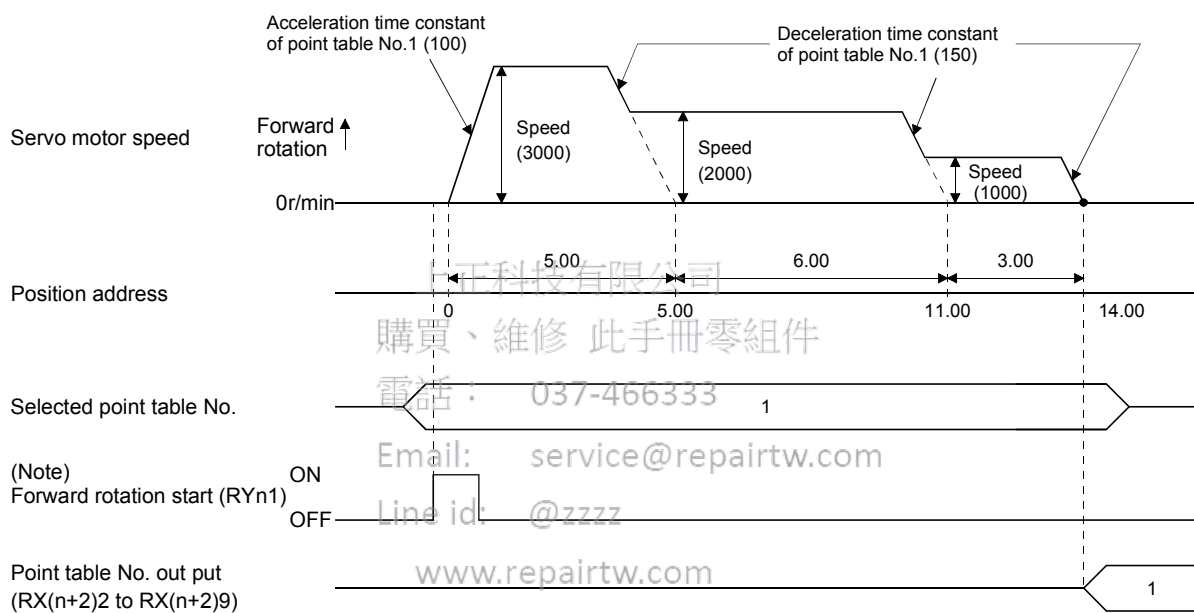 Acceleration time constant
of point table No.1 (100)
Deceleration time constant
of point table No.1 (150)
Servo motor speed
Forward
rotation
Speed
(3000)
Speed
(2000)
Speed
(1000)
0r/min
5.00
6.00
3.00
上正科技有限公司
Position address
0
5.00
11.00
14.00
購買、維修 此手冊零組件
電話： 037-466333
Selected point table No.
1
Email: service@repairtw.com
(Note)
Forward rotation start (RYn1)
ON
OFF
Line id: @zzzz
www.repairtw.com
Point table No. out put
(RX(n+2)2 to RX(n+2)9)
1